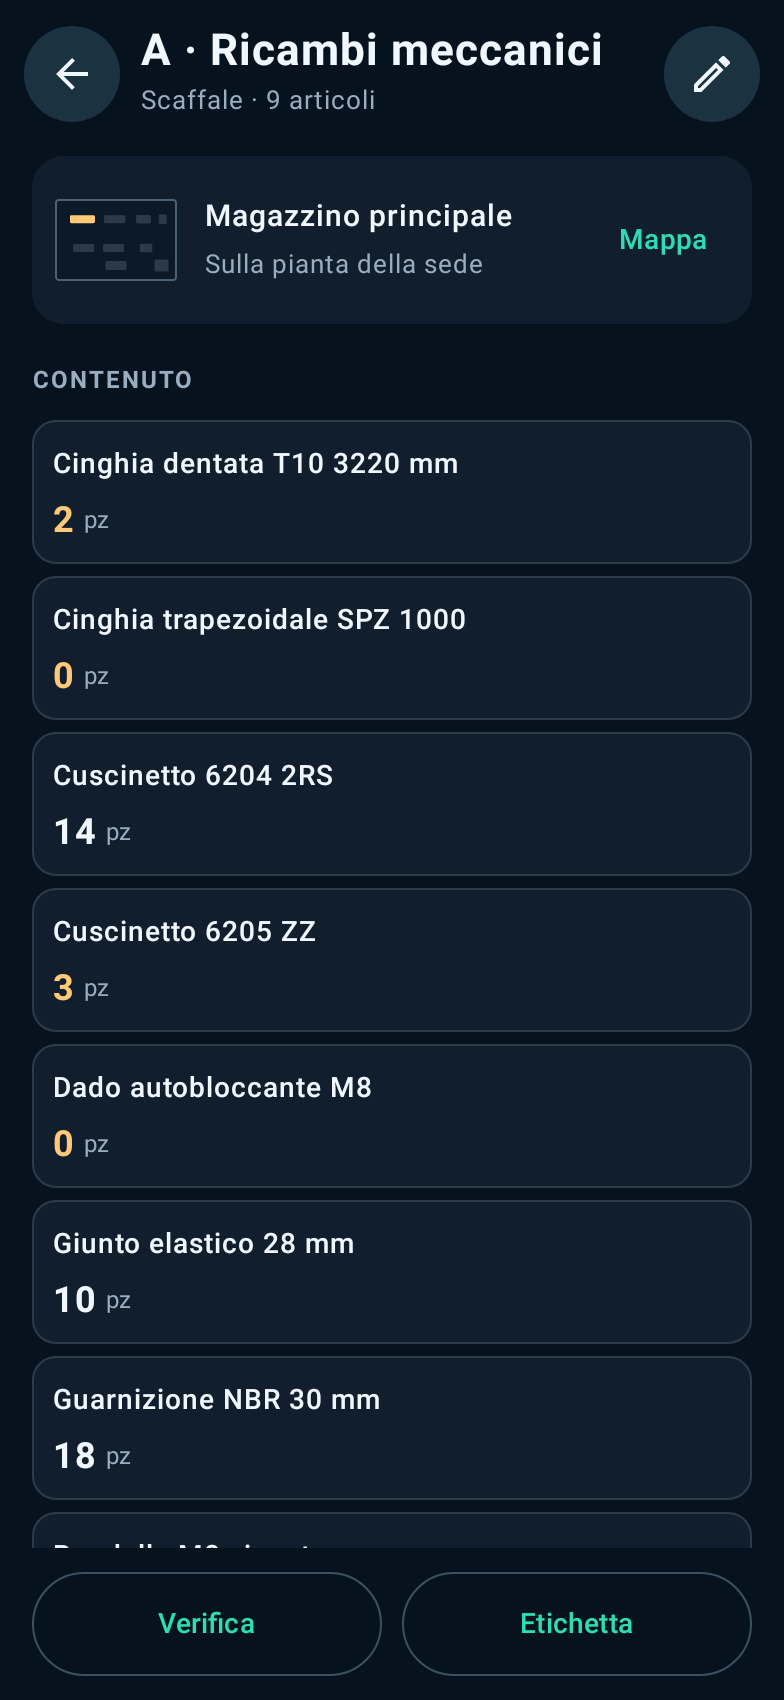 A · Ricambi meccanici
Scaffale · 9 articoli
Magazzino principale
Sulla pianta della sede
Mappa
CONTENUTO
Cinghia dentata T10 3220 mm
2 pz
Cinghia trapezoidale SPZ 1000
0 pz
Cuscinetto 6204 2RS
14 pz
Cuscinetto 6205 ZZ
3 pz
Dado autobloccante M8
0 pz
Giunto elastico 28 mm
10 pz
Guarnizione NBR 30 mm
18 pz
Verifica
Etichetta